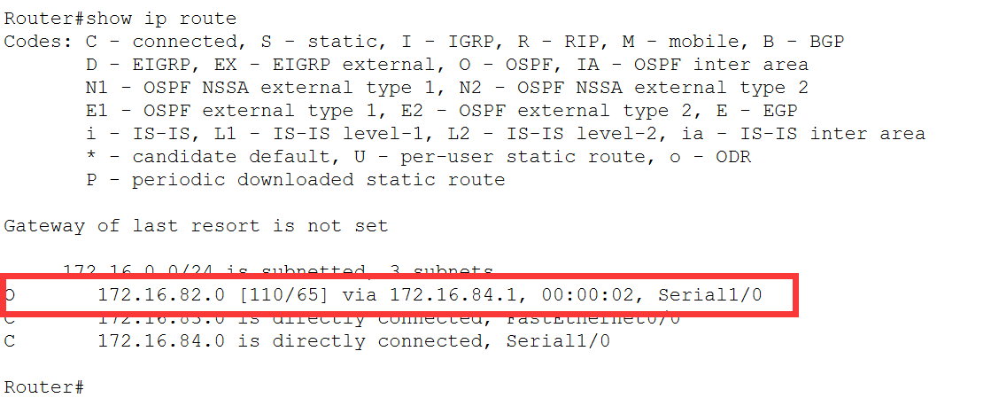 Router#show ip route
Codes: C - connected, S - static, I - IGRP, R - RIP, M - mobile, B - BGP
D - EIGRP, EX - EIGRP external, O - OSPF, IA - OSPF inter area
N1 - OSPF NSSA external type 1, N2 - OSPF NSSA external type 2
E1 - OSPF external type 1, E2 - OSPF external type 2, E - EGP
i - IS-IS, L1 - IS-IS level-1, L2 - IS-IS level-2, ia - IS-IS inter area
* - candidate default, U - per-user static route, o - ODR
P - periodic downloaded static route
Gateway of last resort is not set
172.16.0.0/24 is subnetted, 3 subnets
O 172.16.82.0 [110/65] via 172.16.84.1, 00:00:02, Serial1/0
C 172.16.83.0 is directly connected, FastEthernet0/0
C 172.16.84.0 is directly connected, Serial1/0
Router#